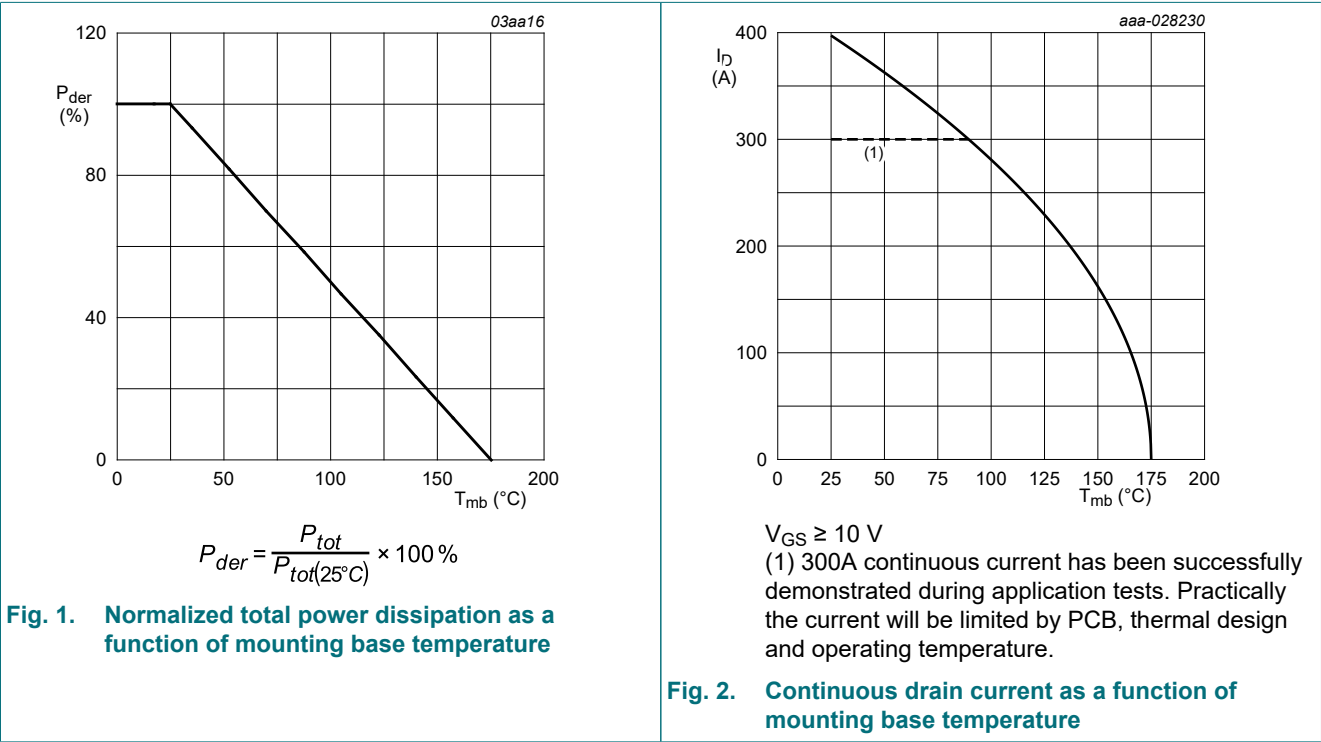 03aa16
120
P_der
(%)
80
40
0
0 50 100 150 200
T_mb (°C)
P_der = P_tot / P_tot(25°C) × 100 %
Fig. 1. Normalized total power dissipation as a
function of mounting base temperature
aaa-028230
400
I_D
(A)
300
(1)
200
100
0
0 25 50 75 100 125 150 175 200
T_mb (°C)
V_GS ≥ 10 V
(1) 300A continuous current has been successfully
demonstrated during application tests. Practically
the current will be limited by PCB, thermal design
and operating temperature.
Fig. 2. Continuous drain current as a function of
mounting base temperature